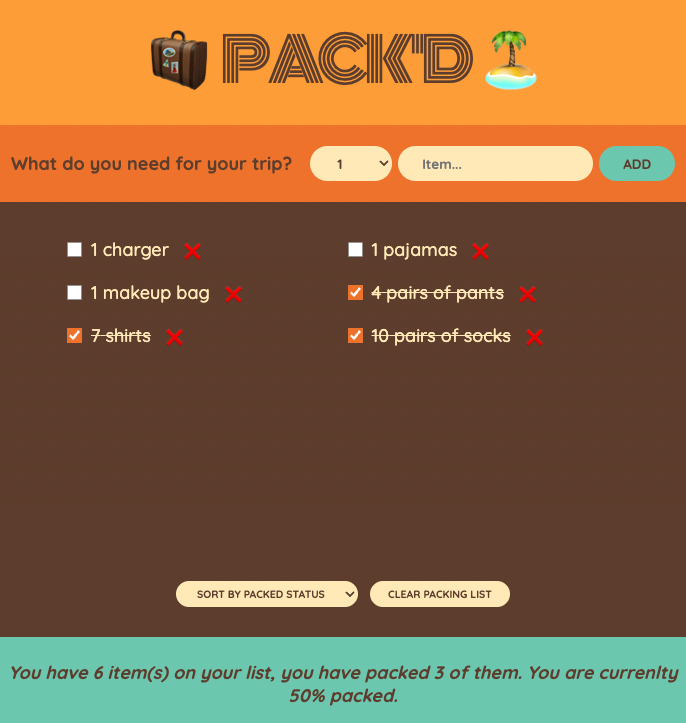 PACK'D
What do you need for your trip? 1 Item... ADD
1 charger 1 pajamas
1 makeup bag 4 pairs of pants
7 shirts 10 pairs of socks
SORT BY PACKED STATUS CLEAR PACKING LIST
You have 6 item(s) on your list, you have packed 3 of them. You are currenlty
50% packed.